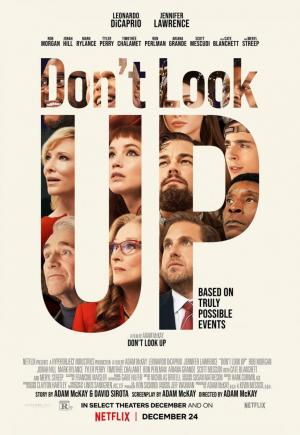 LEONARDO JENNIFER
DiCAPRIO LAWRENCE
ROB JONAH MARK TYLER TIMOTHÉE RON ARIANA SCOTT WITH CATE AND MERYL
MORGAN HILL RYLANCE PERRY CHALAMET PERLMAN GRANDE MESCUDI BLANCHETT STREEP
Don't Look
UP
BASED ON
TRULY
POSSIBLE
EVENTS
A FILM BY ADAM McKAY
DON'T LOOK UP
STORY BY ADAM McKAY & DAVID SIROTA SCREENPLAY BY ADAM McKAY DIRECTED BY ADAM McKAY
R
IN SELECT THEATERS DECEMBER AND ON
NETFLIX | DECEMBER 24